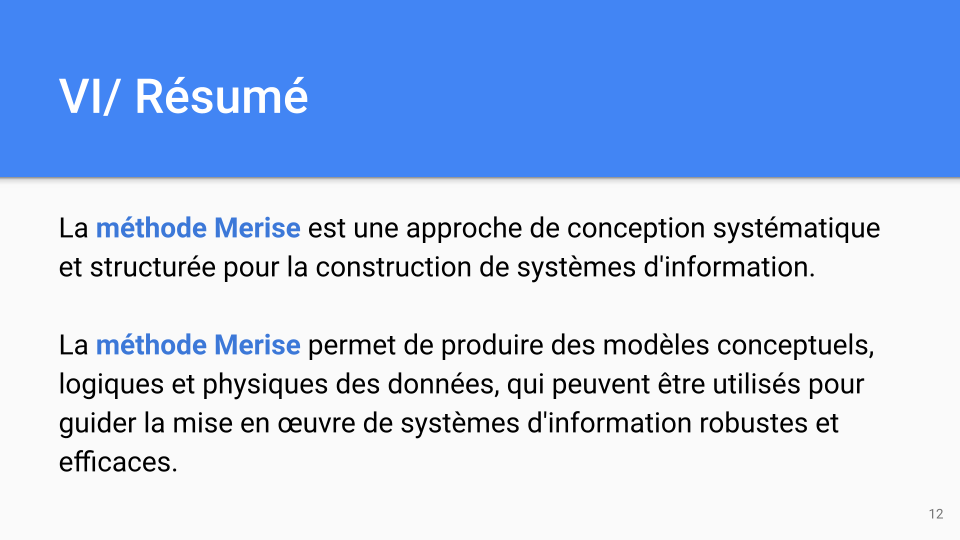 VI/ Résumé
La méthode Merise est une approche de conception systématique
et structurée pour la construction de systèmes d'information.
La méthode Merise permet de produire des modèles conceptuels,
logiques et physiques des données, qui peuvent être utilisés pour
guider la mise en œuvre de systèmes d'information robustes et
efficaces.
12